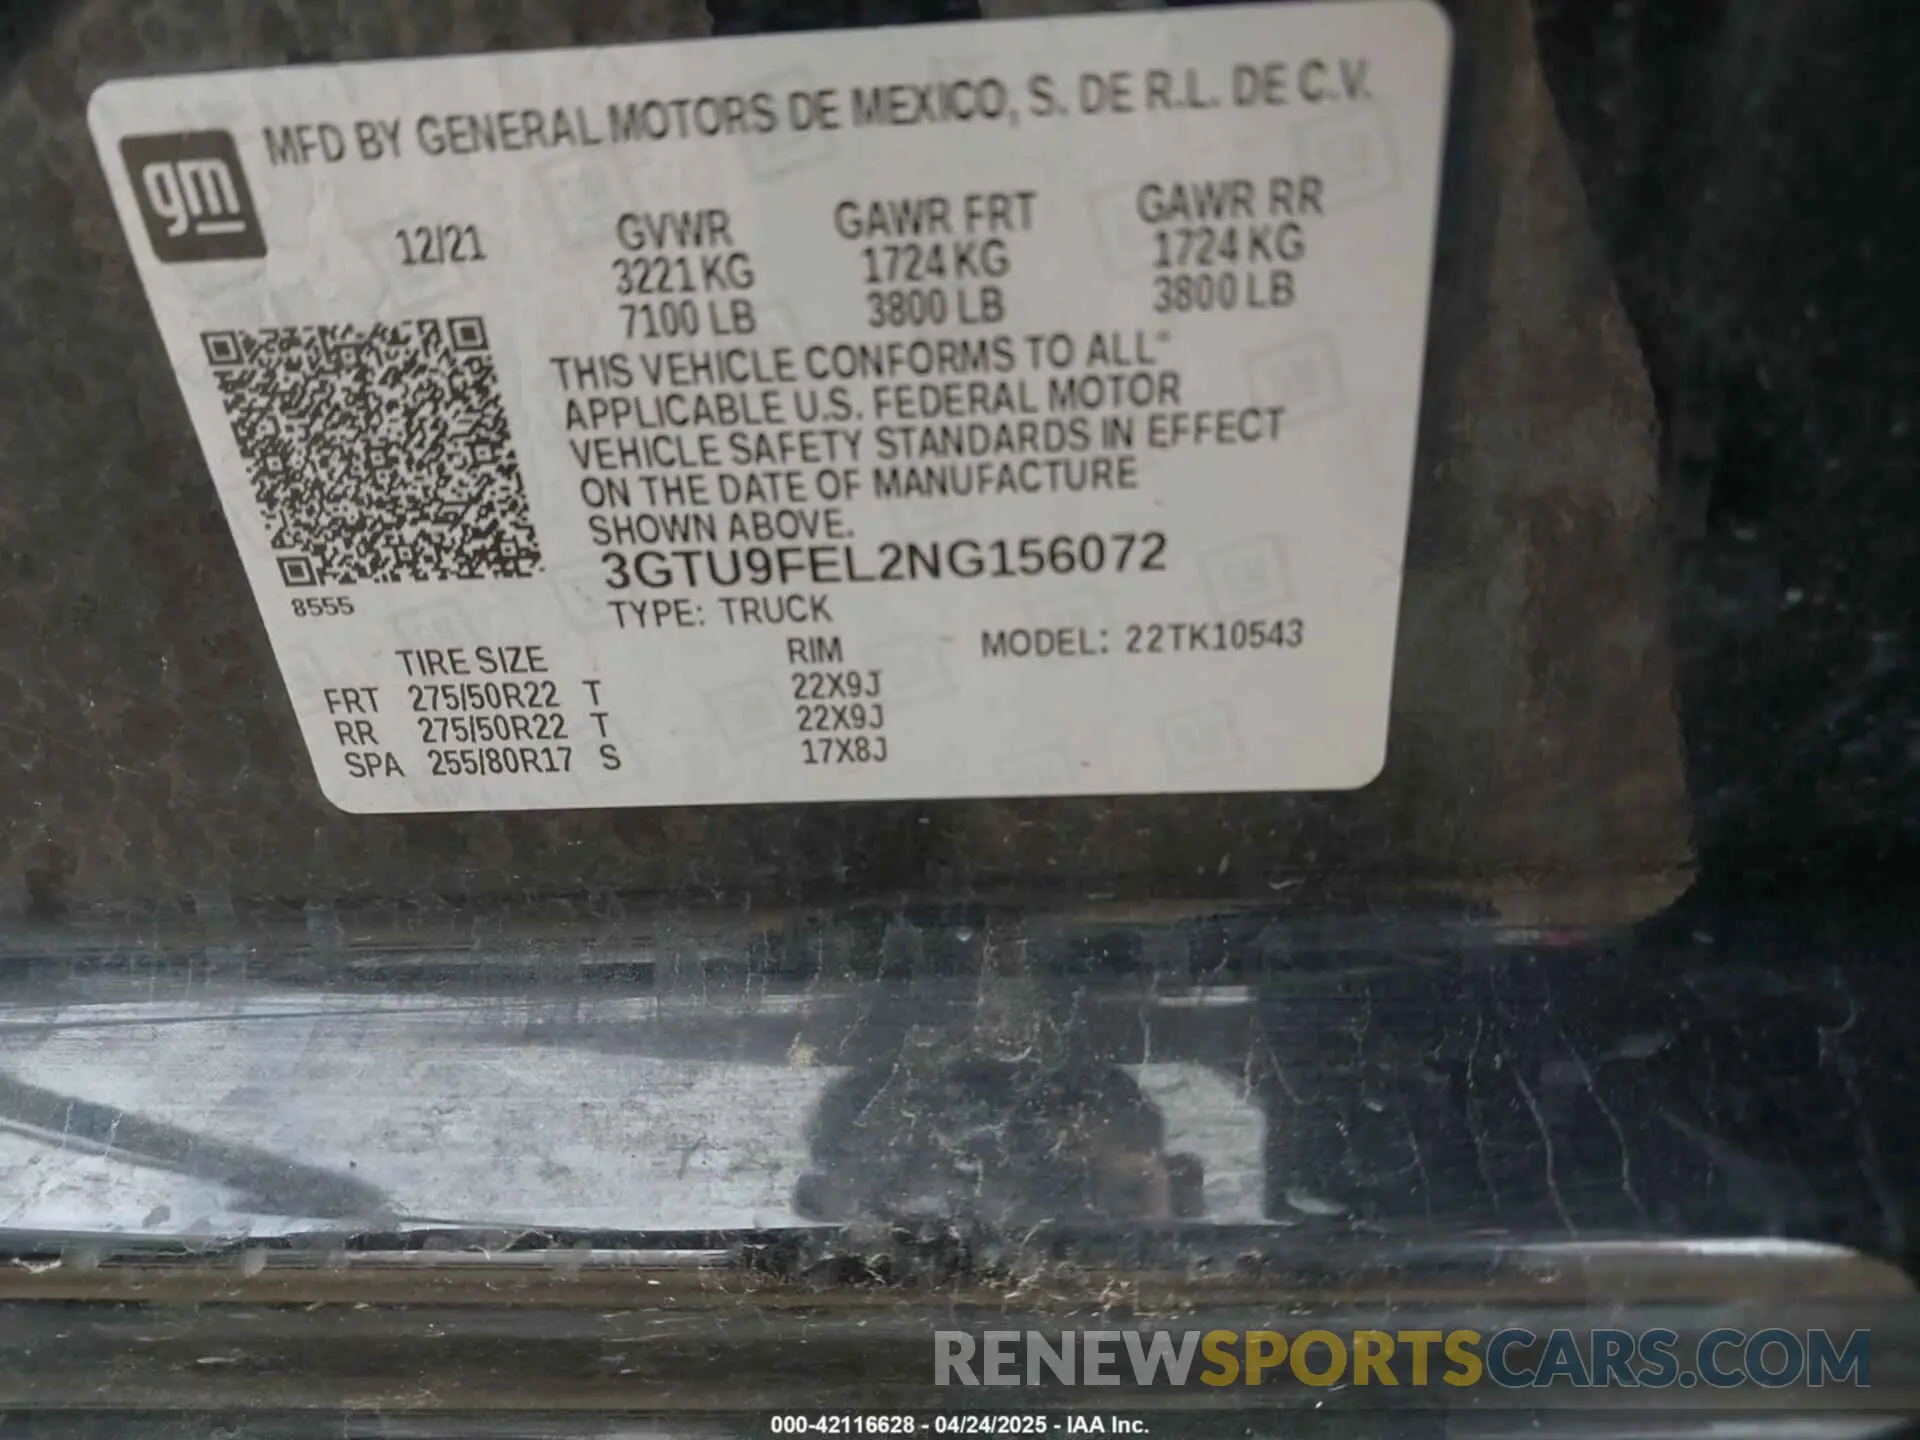 gm
MFD BY GENERAL MOTORS DE MEXICO, S. DE R.L. DE C.V.
12/21 GVWR GAWR FRT GAWR RR
3221 KG 1724 KG 1724 KG
7100 LB 3800 LB 3800 LB
THIS VEHICLE CONFORMS TO ALL
APPLICABLE U.S. FEDERAL MOTOR
VEHICLE SAFETY STANDARDS IN EFFECT
ON THE DATE OF MANUFACTURE
SHOWN ABOVE.
3GTU9FEL2NG156072
8555
TYPE: TRUCK
TIRE SIZE RIM MODEL: 22TK10543
FRT 275/50R22 T 22X9J
RR 275/50R22 T 22X9J
SPA 255/80R17 S 17X8J
RENEWSPORTSCARS.COM
000-42116628 - 04/24/2025 - IAA Inc.